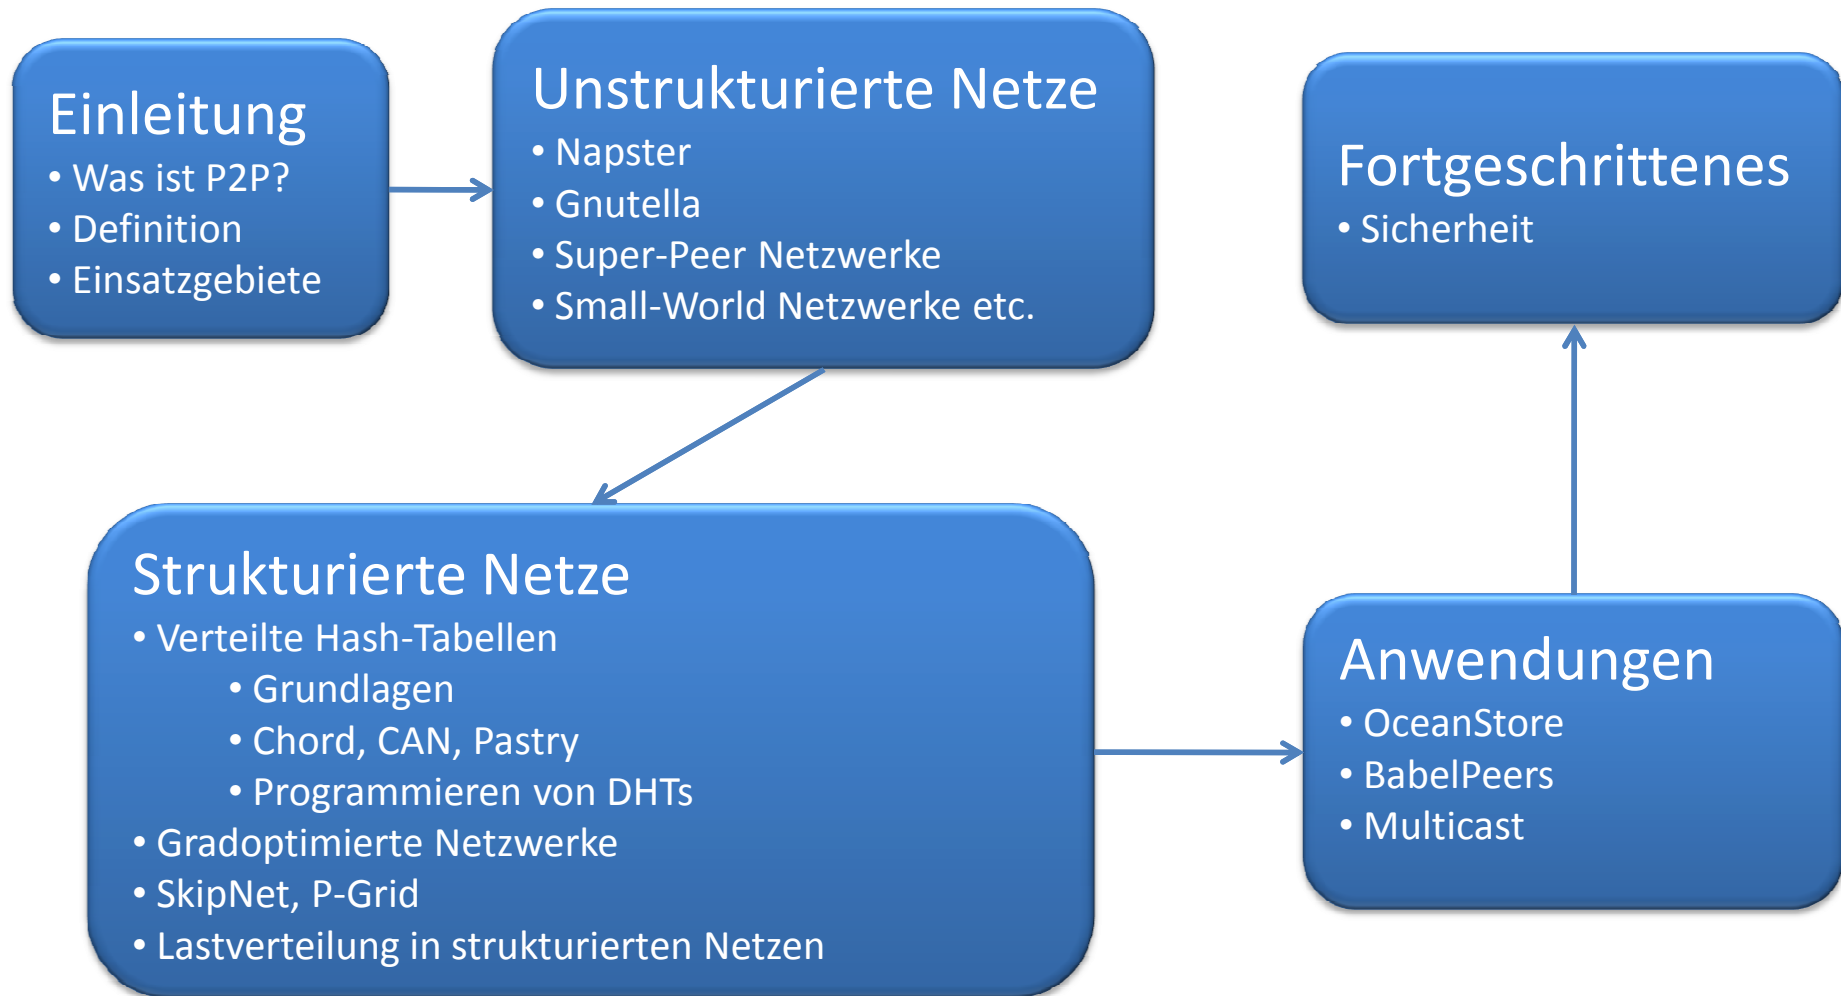 Einleitung
• Was ist P2P?
• Definition
• Einsatzgebiete
Unstrukturierte Netze
• Napster
• Gnutella
• Super-Peer Netzwerke
• Small-World Netzwerke etc.
Strukturierte Netze
• Verteilte Hash-Tabellen
• Grundlagen
• Chord, CAN, Pastry
• Programmieren von DHTs
• Gradoptimierte Netzwerke
• SkipNet, P-Grid
• Lastverteilung in strukturierten Netzen
Anwendungen
• OceanStore
• BabelPeers
• Multicast
Fortgeschrittenes
• Sicherheit